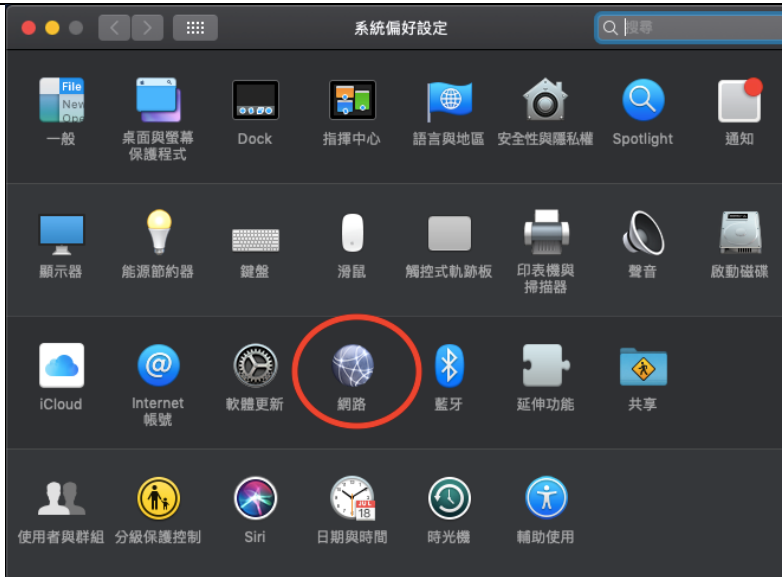 系統偏好設定
搜尋
File
New
Ope
一般
桌面與螢幕
保護程式
Dock
指揮中心
語言與地區
安全性與隱私權
Spotlight
通知
顯示器
能源節約器
鍵盤
滑鼠
觸控式軌跡板
印表機與
掃描器
聲音
啟動磁碟
iCloud
@
Internet
帳號
軟體更新
網路
藍牙
延伸功能
共享
使用者與群組
分級保護控制
Siri
JUL
18
日期與時間
時光機
輔助使用